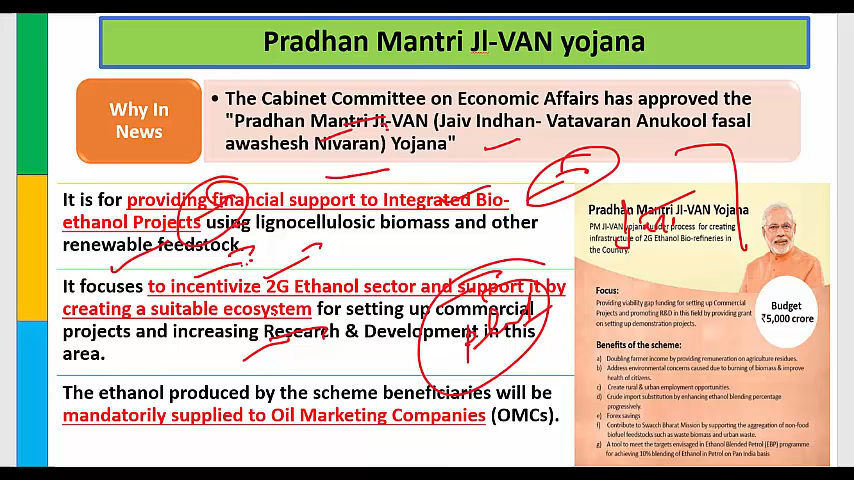 Pradhan Mantri Jl-VAN yojana
Why In
News
• The Cabinet Committee on Economic Affairs has approved the
"Pradhan Mantri JI-VAN (Jaiv Indhan- Vatavaran Anukool fasal
awashesh Nivaran) Yojana"
It is for providing financial support to Integrated Bio-
ethanol Projects using lignocellulosic biomass and other
renewable feedstock.
It focuses to incentivize 2G Ethanol sector and support it by
creating a suitable ecosystem for setting up commercial
projects and increasing Research & Development in this
area.
The ethanol produced by the scheme beneficiaries will be
mandatorily supplied to Oil Marketing Companies (OMCs).
Pradhan Mantri JI-VAN Yojana
PM JI-VAN yojana under process for creating
infrastructure of 2G Ethanol Bio-refineries in
the Country.
Focus:
Providing viability gap funding for setting up Commercial
Projects and promoting R&D in this field by providing grant
on setting up demonstration projects.
Budget
₹5,000 crore
Benefits of the scheme:
a) Doubling farmer income by providing remuneration on agriculture residues.
b) Address environmental concerns caused due to burning of biomass & improve
health of citizens.
c) Create rural & urban employment opportunities.
d) Crude import substitution by enhancing ethanol blending percentage
progressively.
e) Forex savings
f) Contribute to Swacch Bharat Mission by supporting the aggregation of non-food
biofuel feedstocks such as waste biomass and urban waste.
g) A tool to meet the targets envisaged in Ethanol Blended Petrol (EBP) programme
for achieving 10% blending of Ethanol in Petrol on Pan India basis